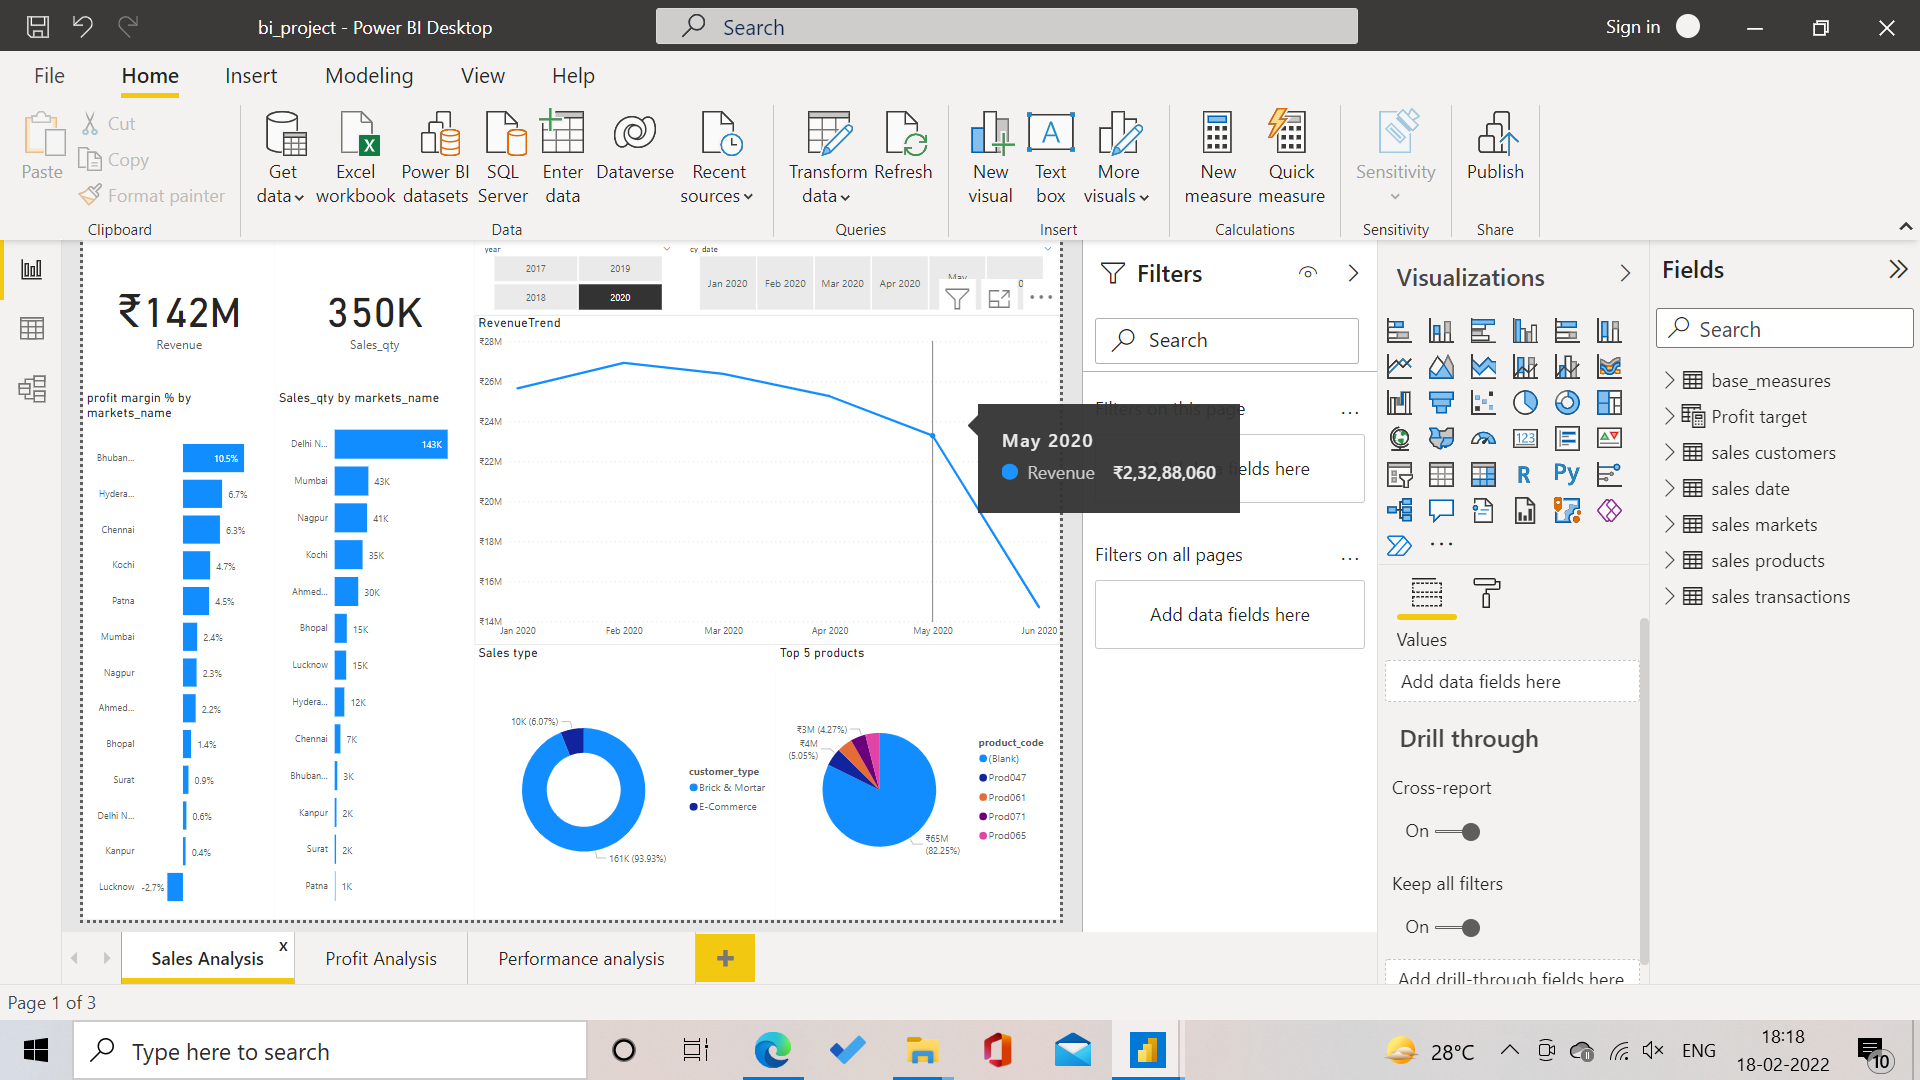 bi_project - Power BI Desktop
Search
Sign in
File
Home
Insert
Modeling
View
Help
Paste
Cut
Copy
Format painter
Clipboard
Get data
Excel workbook
Power BI datasets
SQL Server
Enter data
Dataverse
Recent sources
Data
Transform data
Refresh
Queries
New visual
Text box
More visuals
Insert
New measure
Quick measure
Calculations
Sensitivity
Sensitivity
Publish
Share
₹142M
Revenue
350K
Sales_qty
year
2017
2019
2018
2020
cy_date
Jan 2020
Feb 2020
Mar 2020
Apr 2020
May
profit margin % by
markets_name
Bhuban... 10.5%
Hydera... 6.7%
Chennai 6.3%
Kochi 4.7%
Patna 4.5%
Mumbai 2.4%
Nagpur 2.3%
Ahmed... 2.2%
Bhopal 1.4%
Surat 0.9%
Delhi N... 0.6%
Kanpur 0.4%
Lucknow -2.7%
Sales_qty by markets_name
Delhi N... 143K
Mumbai 43K
Nagpur 41K
Kochi 35K
Ahmed... 30K
Bhopal 15K
Lucknow 15K
Hydera... 12K
Chennai 7K
Bhuban... 3K
Kanpur 2K
Surat 2K
Patna 1K
RevenueTrend
₹28M
₹26M
₹24M
₹22M
₹20M
₹18M
₹16M
₹14M
Jan 2020
Feb 2020
Mar 2020
Apr 2020
May 2020
Jun 2020
May 2020
Revenue ₹2,32,88,060
Sales type
10K (6.07%)
161K (93.93%)
customer_type
Brick & Mortar
E-Commerce
Top 5 products
₹3M (4.27%)
₹4M
(5.05%)
₹65M
(82.25%)
product_code
(Blank)
Prod047
Prod061
Prod071
Prod065
Filters
Search
Filters on this page
...
elds here
Filters on all pages
...
Add data fields here
Visualizations
123
R
Py
...
Values
Add data fields here
Drill through
Cross-report
On
Keep all filters
On
Add drill-through fields here
Fields
Search
base_measures
Profit target
sales customers
sales date
sales markets
sales products
sales transactions
Sales Analysis
x
Profit Analysis
Performance analysis
+
Page 1 of 3
Type here to search
28°C
ENG
18:18
18-02-2022
10